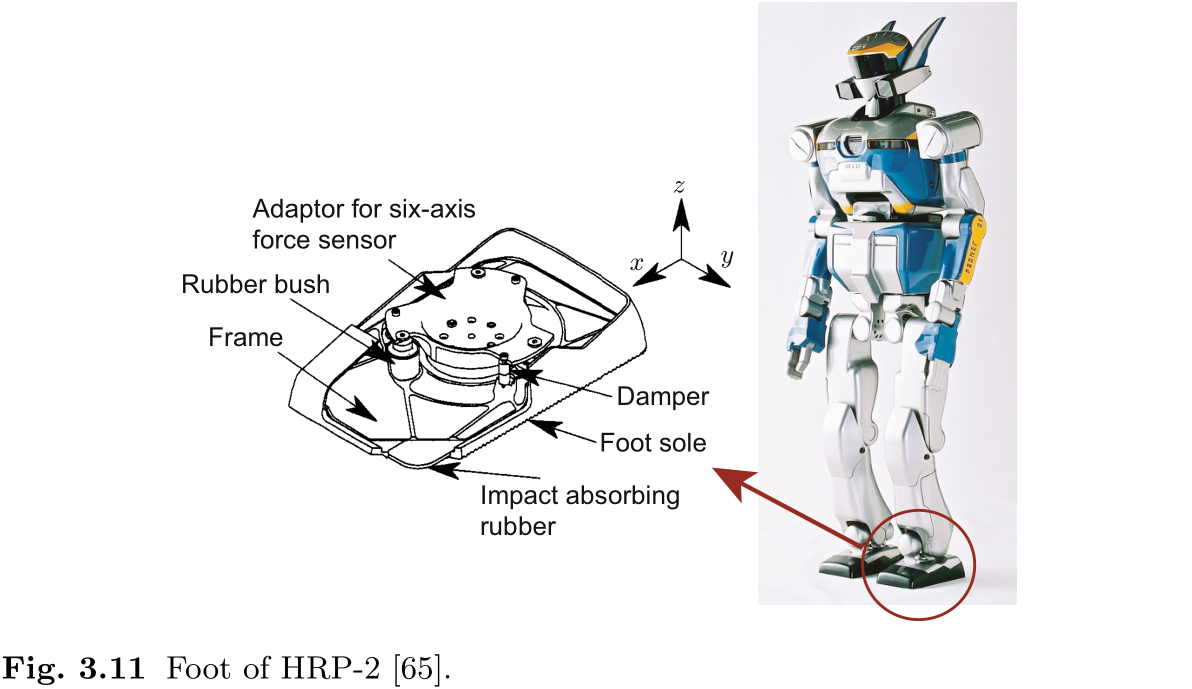 Adaptor for six-axis
force sensor
Rubber bush
Frame
z
x
y
Damper
Foot sole
Impact absorbing
rubber
Fig. 3.11 Foot of HRP-2 [65].